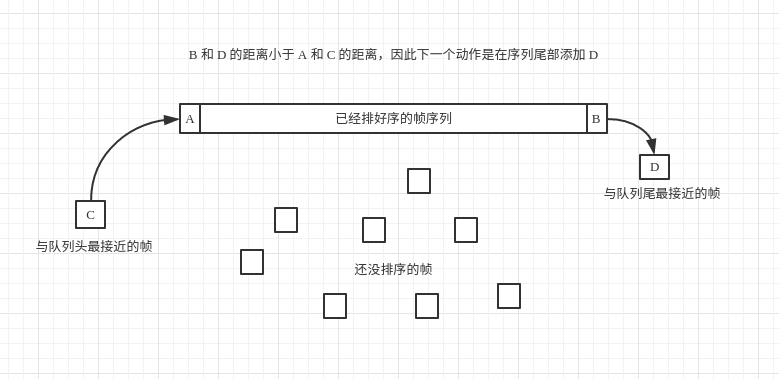 B 和 D 的距离小于 A 和 C 的距离，因此下一个动作是在序列尾部添加 D
A
已经排好序的帧序列
B
D
与队列尾最接近的帧
C
与队列头最接近的帧
还没排序的帧